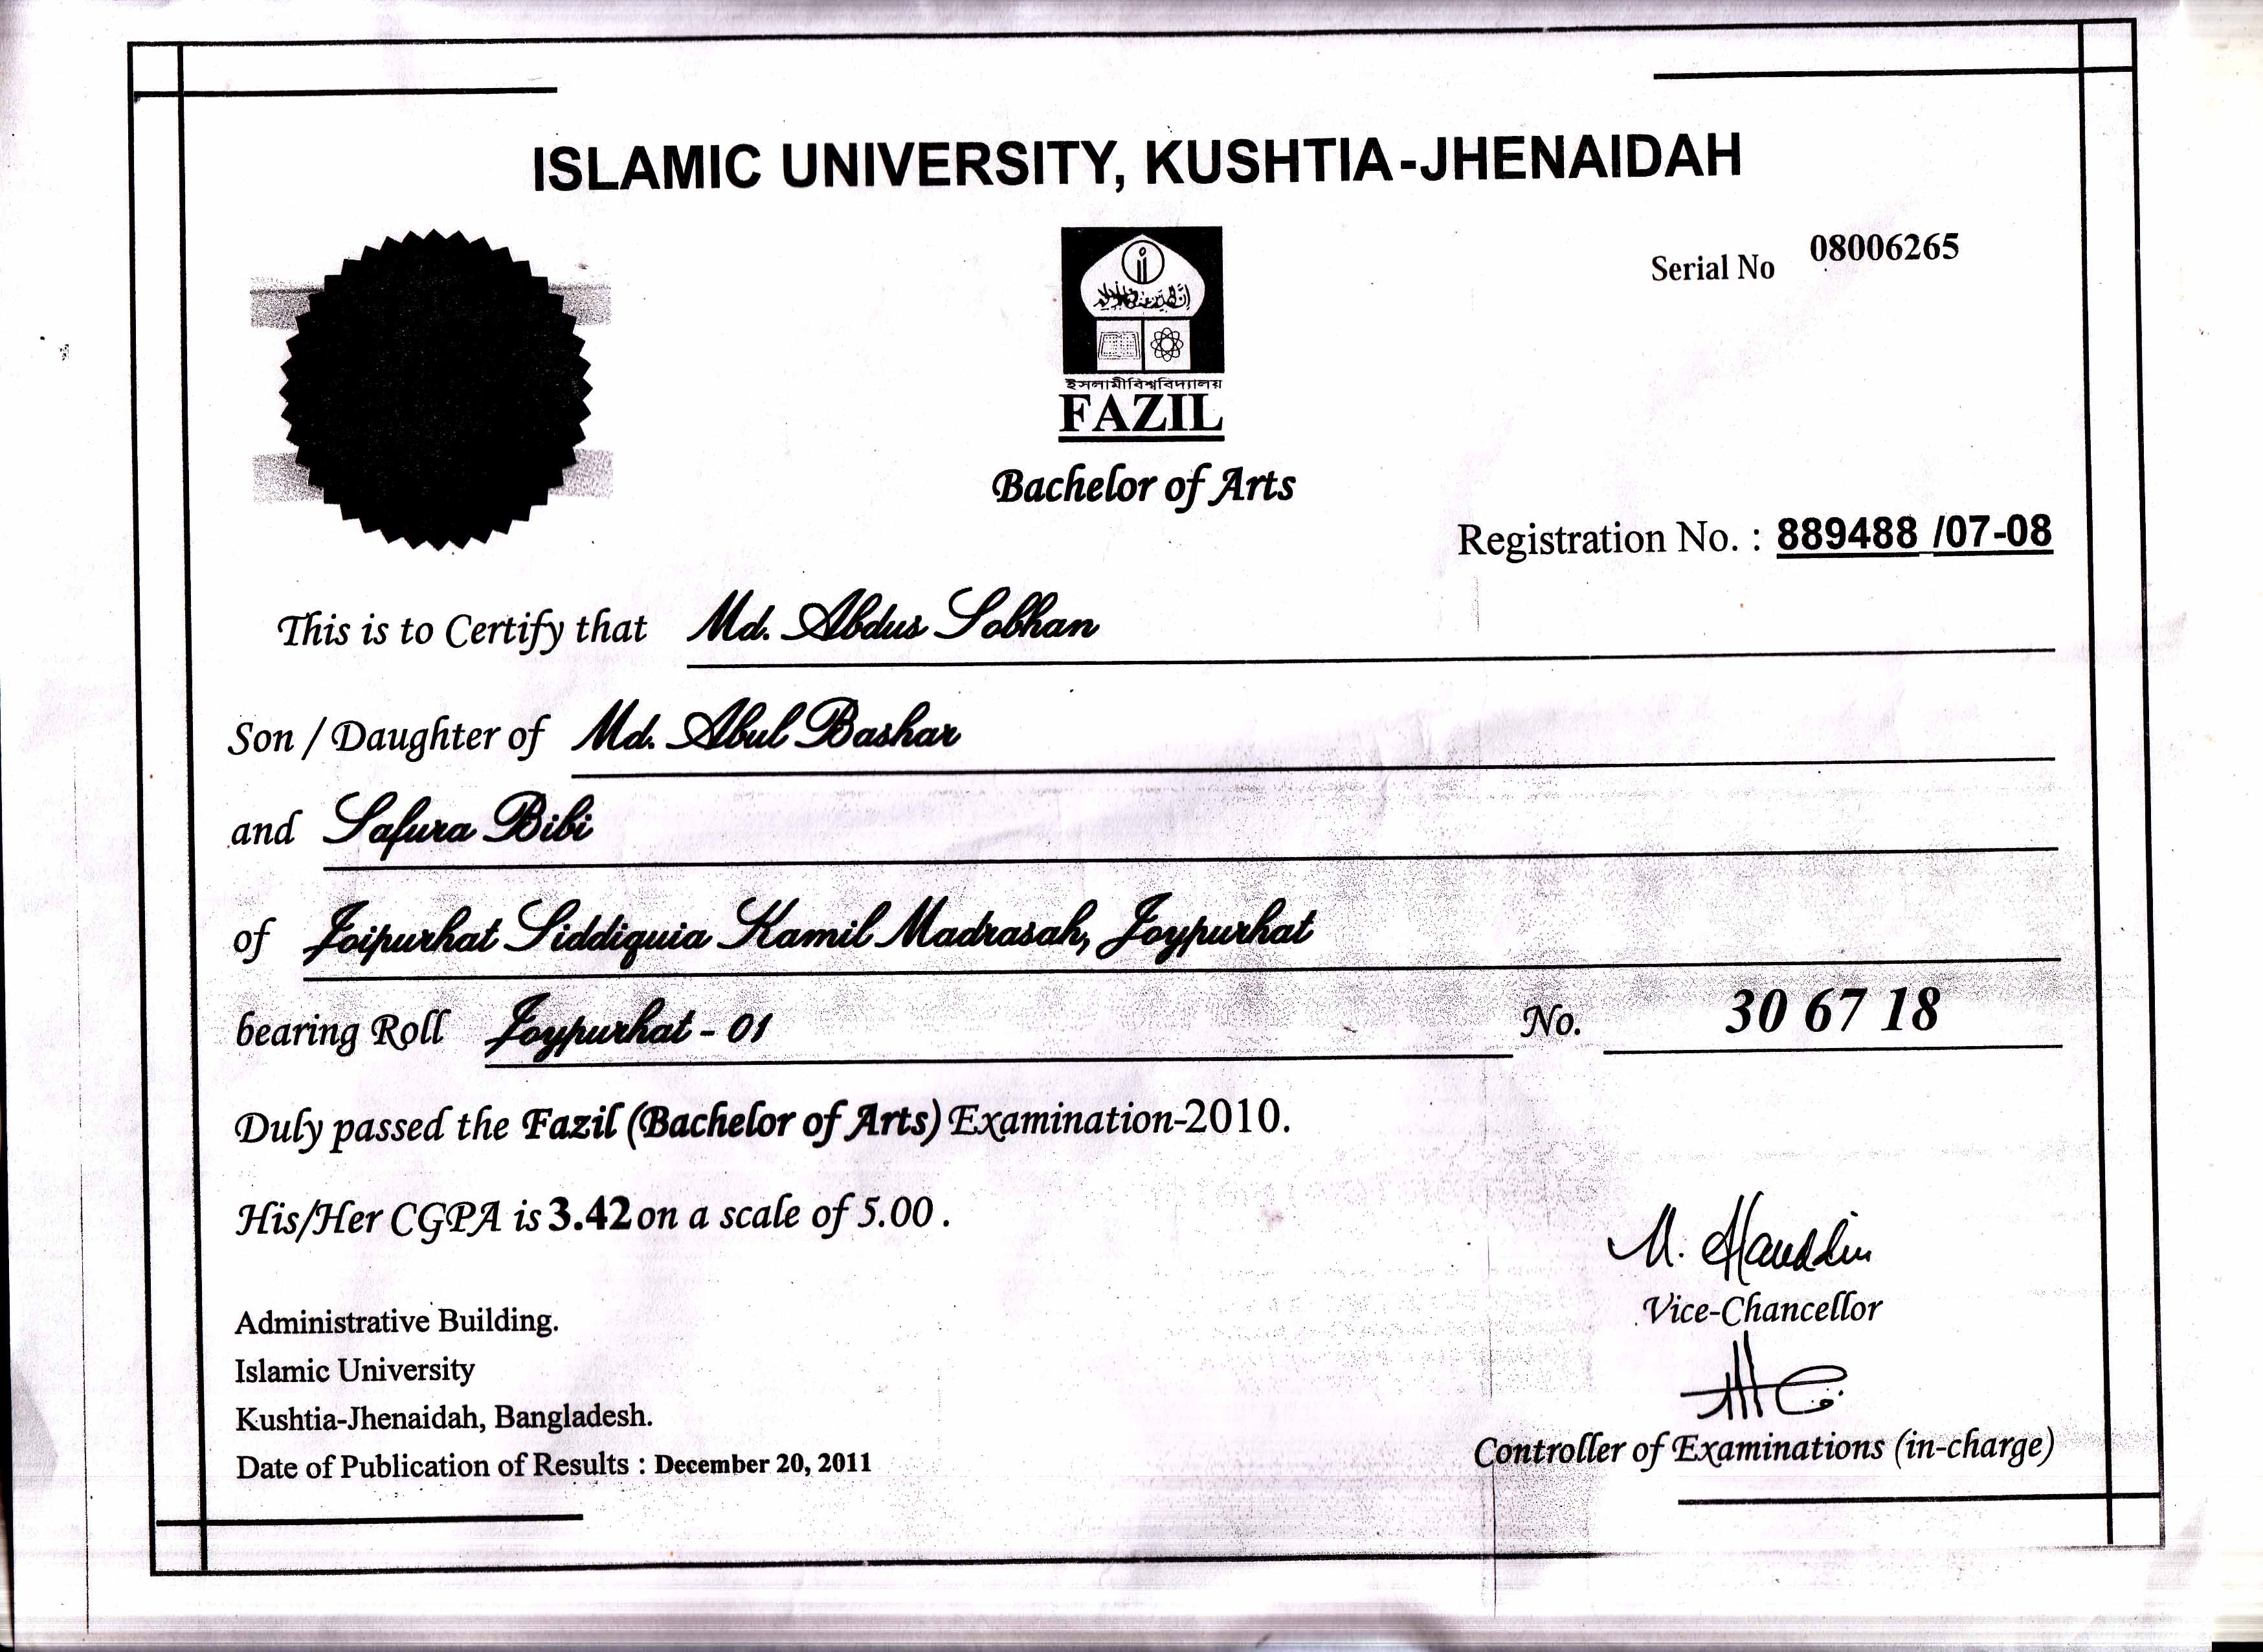 ISLAMIC UNIVERSITY, KUSHTIA-JHENAIDAH
Serial No 08006265
ইসলামী বিশ্ববিদ্যালয়
FAZIL
Bachelor of Arts
Registration No. : 889488 /07-08
This is to Certify that Md. Abdus Sobhan
Son / Daughter of Md. Abul Bashar
and Safura Bibi
of Joipurhat Siddiquia Kamil Madrasah, Joypurhat
bearing Roll Joypurhat - 01 No. 30 67 18
Duly passed the Fazil (Bachelor of Arts) Examination-2010.
His/Her CGPA is 3.42 on a scale of 5.00 .
M. Alauddin
Vice-Chancellor
Administrative Building.
Islamic University
Kushtia-Jhenaidah, Bangladesh.
Controller of Examinations (in-charge)
Date of Publication of Results : December 20, 2011